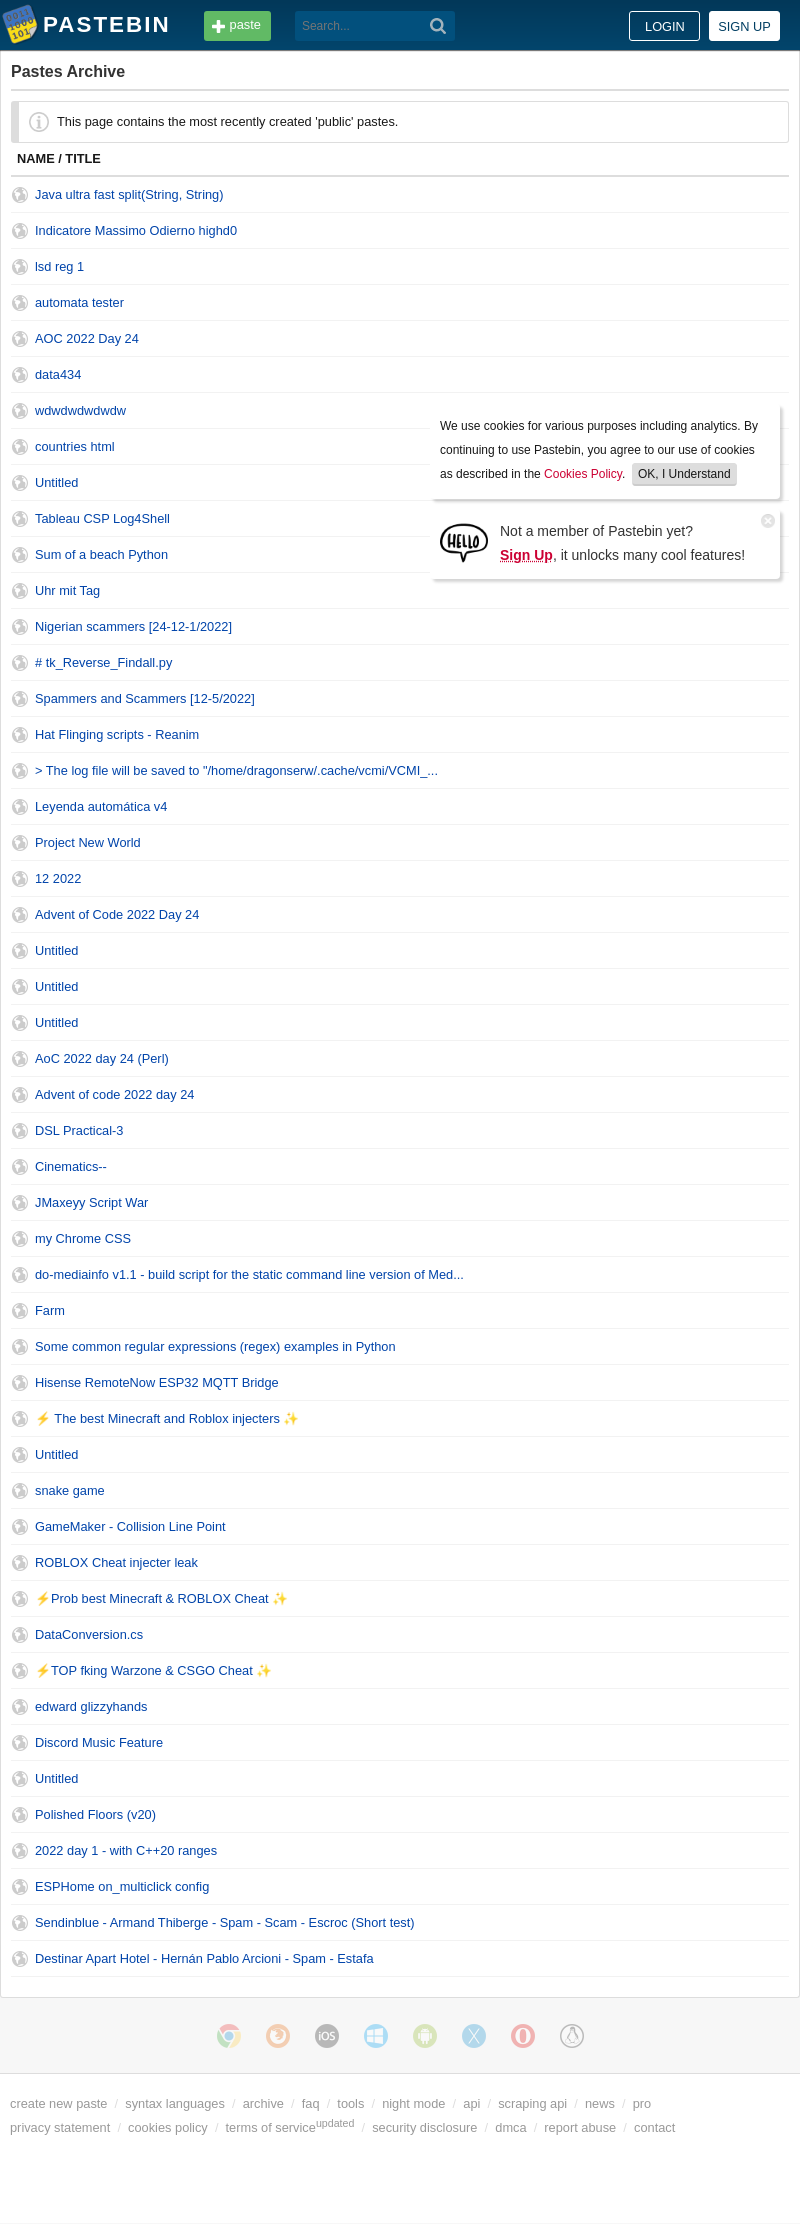 PASTEBIN paste Search... LOGIN SIGN UP
Pastes Archive
This page contains the most recently created 'public' pastes.
NAME / TITLE
Java ultra fast split(String, String)
Indicatore Massimo Odierno highd0
lsd reg 1
automata tester
AOC 2022 Day 24
data434
wdwdwdwdwdw
countries html
Untitled
Tableau CSP Log4Shell
Sum of a beach Python
Uhr mit Tag
We use cookies for various purposes including analytics. By
continuing to use Pastebin, you agree to our use of cookies
as described in the Cookies Policy. OK, I Understand
HELLO
Not a member of Pastebin yet?
Sign Up, it unlocks many cool features!
Nigerian scammers [24-12-1/2022]
# tk_Reverse_Findall.py
Spammers and Scammers [12-5/2022]
Hat Flinging scripts - Reanim
> The log file will be saved to "/home/dragonserw/.cache/vcmi/VCMI_...
Leyenda automática v4
Project New World
12 2022
Advent of Code 2022 Day 24
Untitled
Untitled
Untitled
AoC 2022 day 24 (Perl)
Advent of code 2022 day 24
DSL Practical-3
Cinematics--
JMaxeyy Script War
my Chrome CSS
do-mediainfo v1.1 - build script for the static command line version of Med...
Farm
Some common regular expressions (regex) examples in Python
Hisense RemoteNow ESP32 MQTT Bridge
⚡ The best Minecraft and Roblox injecters ✨
Untitled
snake game
GameMaker - Collision Line Point
ROBLOX Cheat injecter leak
⚡Prob best Minecraft & ROBLOX Cheat ✨
DataConversion.cs
⚡TOP fking Warzone & CSGO Cheat ✨
edward glizzyhands
Discord Music Feature
Untitled
Polished Floors (v20)
2022 day 1 - with C++20 ranges
ESPHome on_multiclick config
Sendinblue - Armand Thiberge - Spam - Scam - Escroc (Short test)
Destinar Apart Hotel - Hernán Pablo Arcioni - Spam - Estafa
iOS
create new paste / syntax languages / archive / faq / tools / night mode / api / scraping api / news / pro
privacy statement / cookies policy / terms of serviceupdated / security disclosure / dmca / report abuse / contact